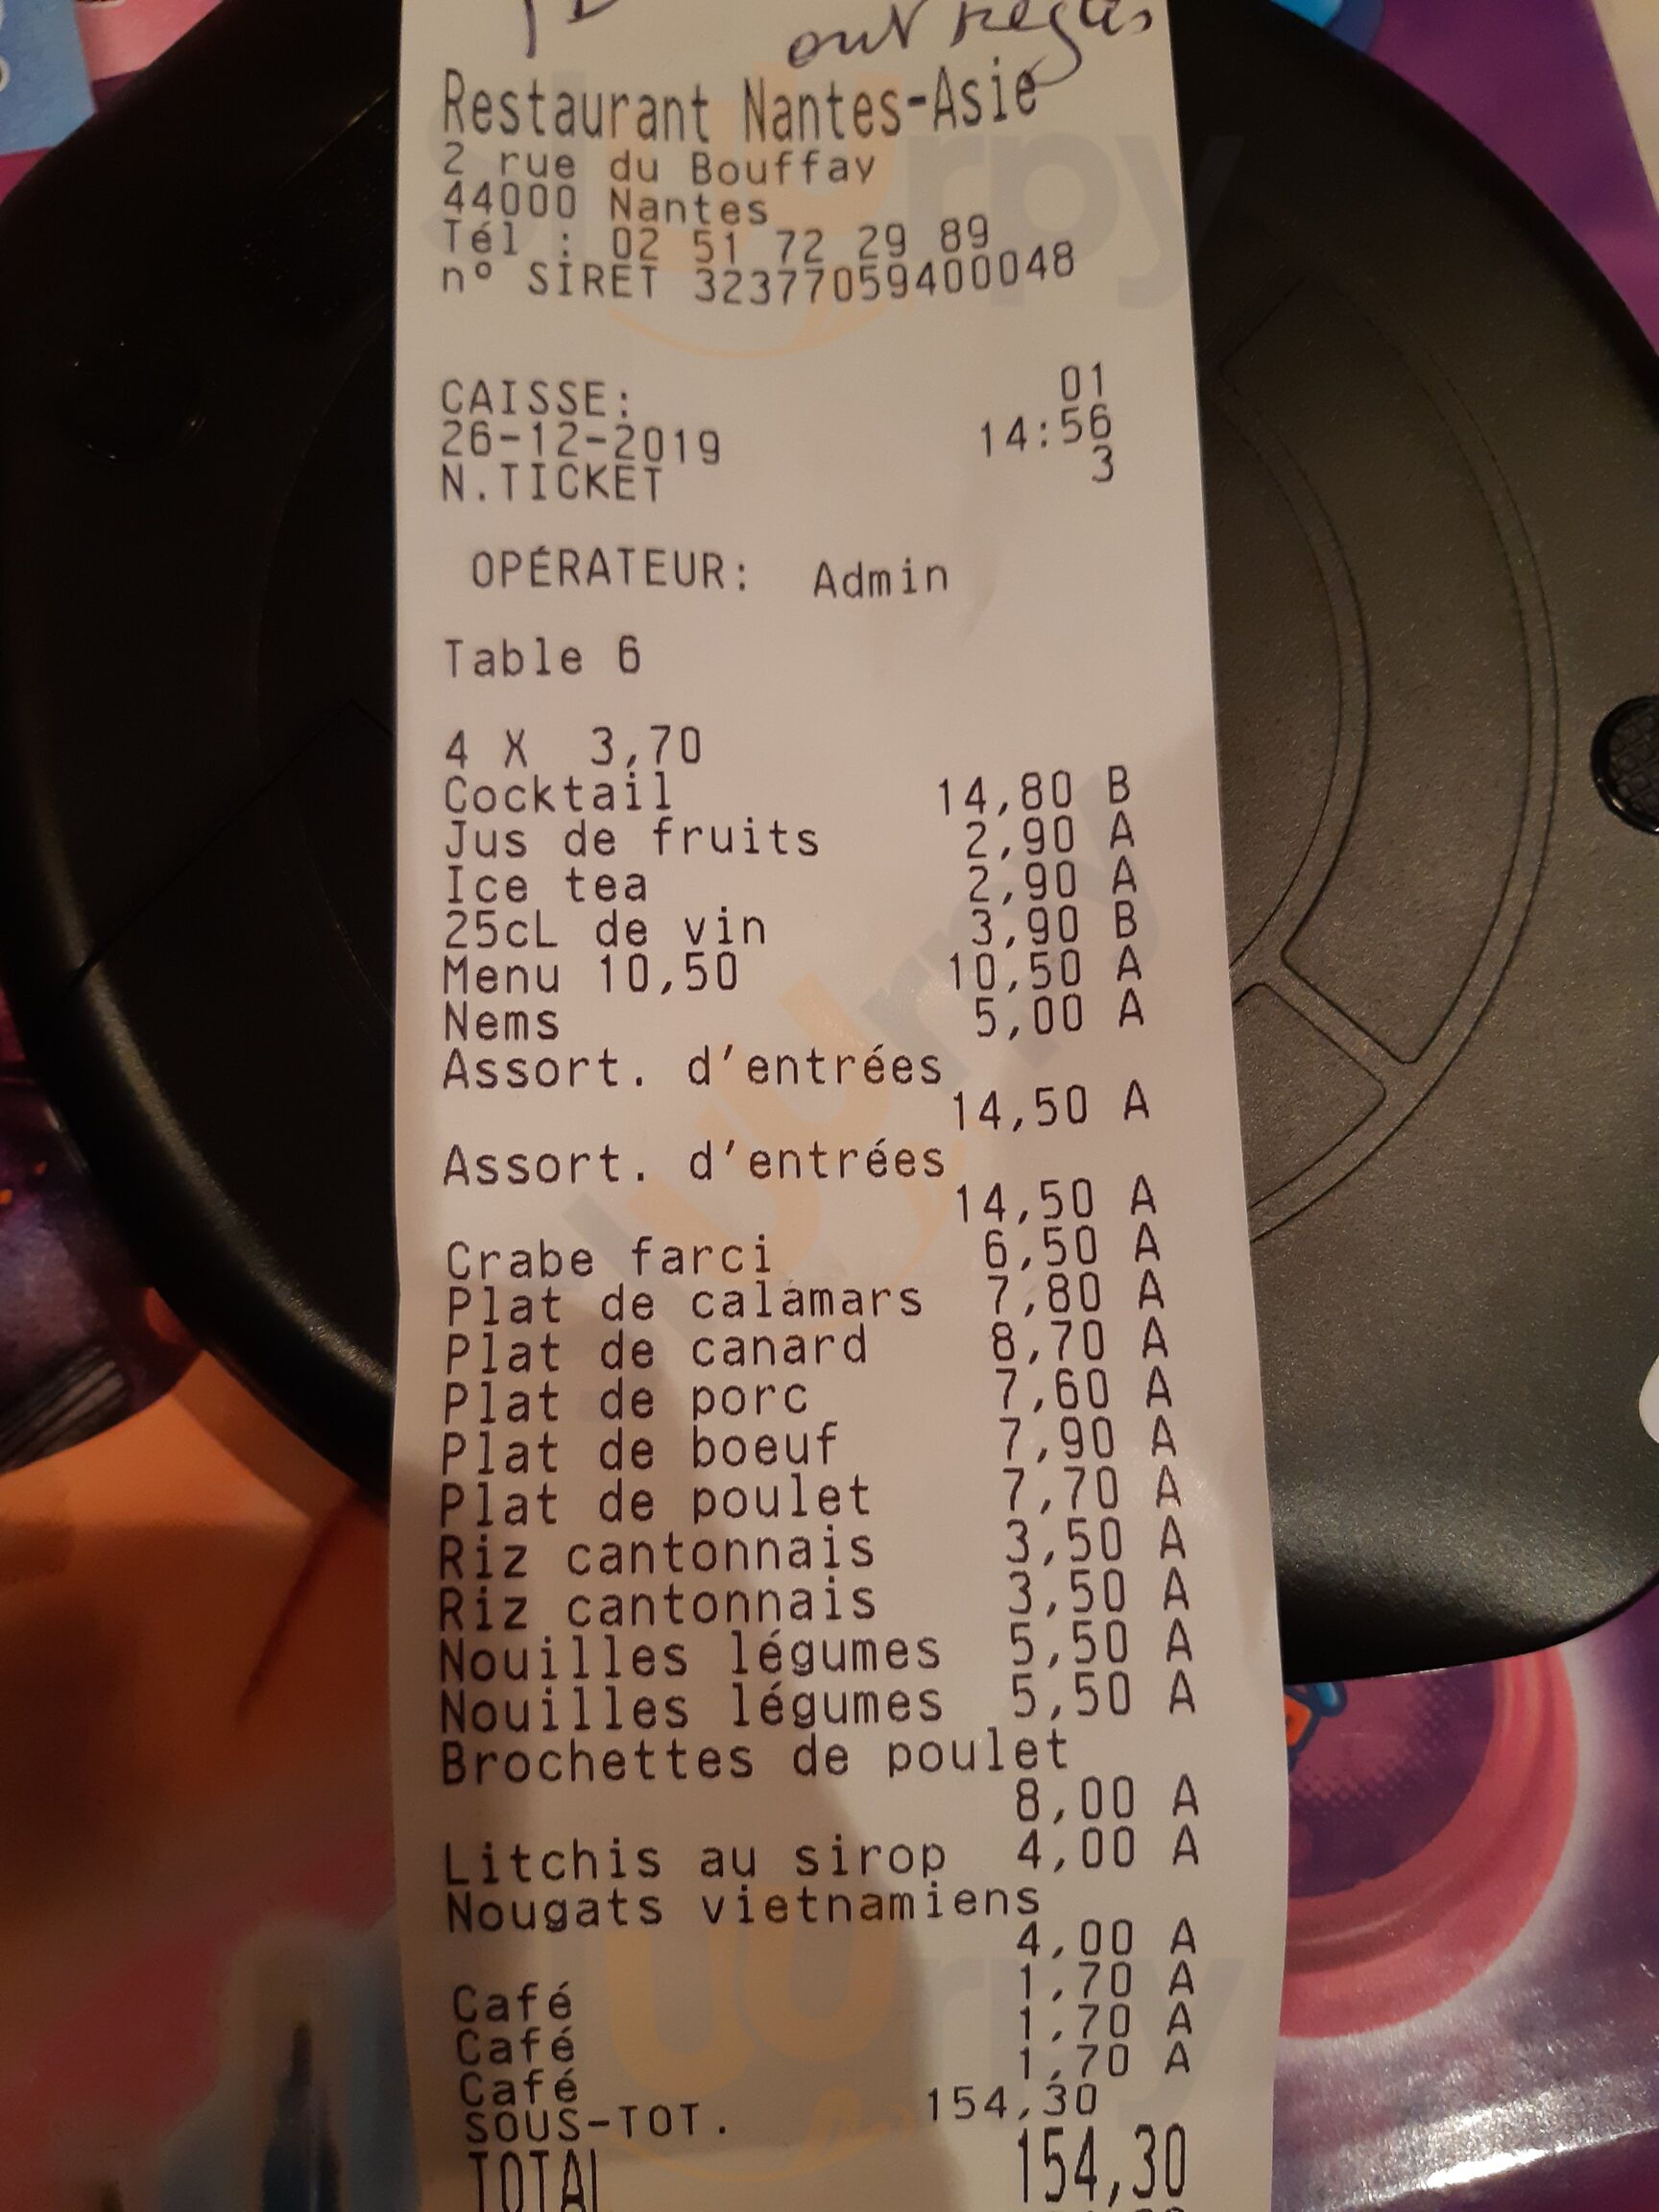 out réglés
Restaurant Nantes-Asie
2 rue du Bouffay
44000 Nantes
Tél : 02 51 72 29 89
n° SIRET 32377059400048
CAISSE: 01
26-12-2019 14:56
N.TICKET 3
OPÉRATEUR: Admin
Table 6
4 X 3,70
Cocktail 14,80 B
Jus de fruits 2,90 A
Ice tea 2,90 A
25cL de vin 3,90 B
Menu 10,50 10,50 A
Nems 5,00 A
Assort. d'entrées
14,50 A
Assort. d'entrées
14,50 A
Crabe farci 6,50 A
Plat de calamars 7,80 A
Plat de canard 8,70 A
Plat de porc 7,60 A
Plat de boeuf 7,90 A
Plat de poulet 7,70 A
Riz cantonnais 3,50 A
Riz cantonnais 3,50 A
Nouilles légumes 5,50 A
Nouilles légumes 5,50 A
Brochettes de poulet
8,00 A
Litchis au sirop 4,00 A
Nougats vietnamiens
4,00 A
Café 1,70 A
Café 1,70 A
Café 1,70 A
SOUS-TOT. 154,30
TOTAL 154,30